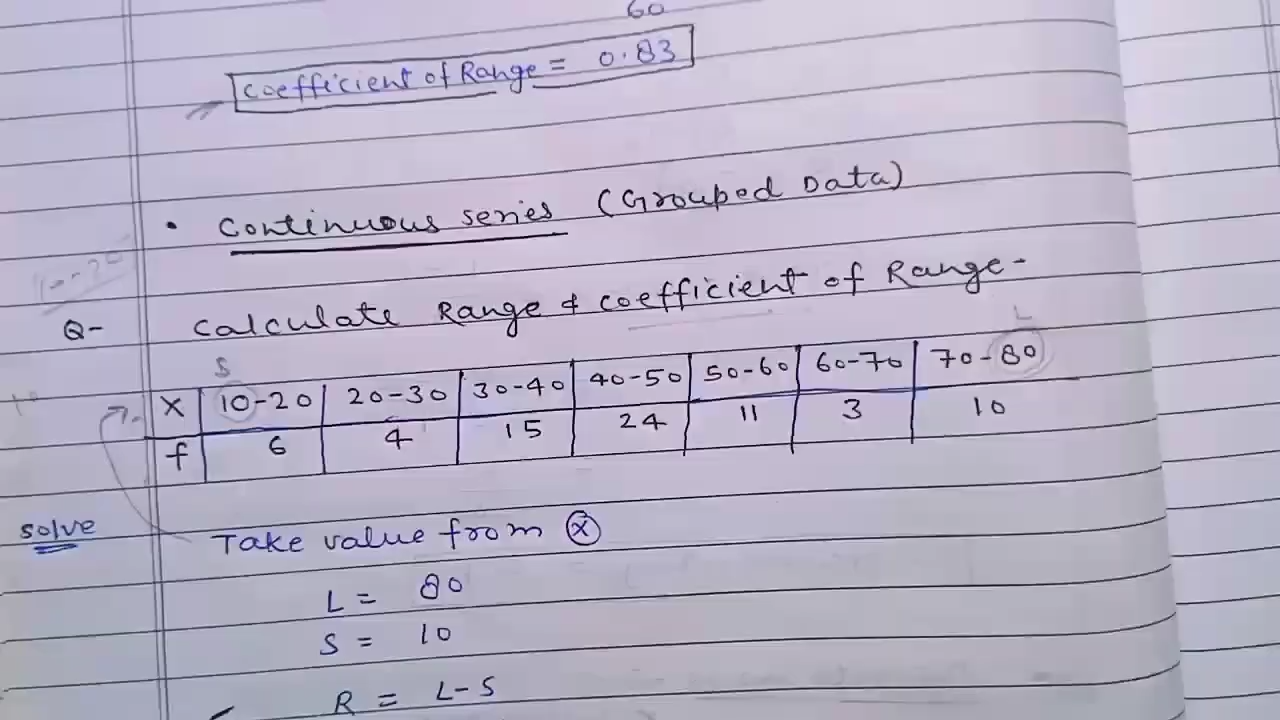 60
Coefficient of Range = 0.83
• Continuous series (Grouped Data)
Q- Calculate Range & coefficient of Range-
S L
X 10-20 20-30 30-40 40-50 50-60 60-70 70-80
f 6 4 15 24 11 3 10
Solve Take value from X
L = 80
S = 10
R = L-S